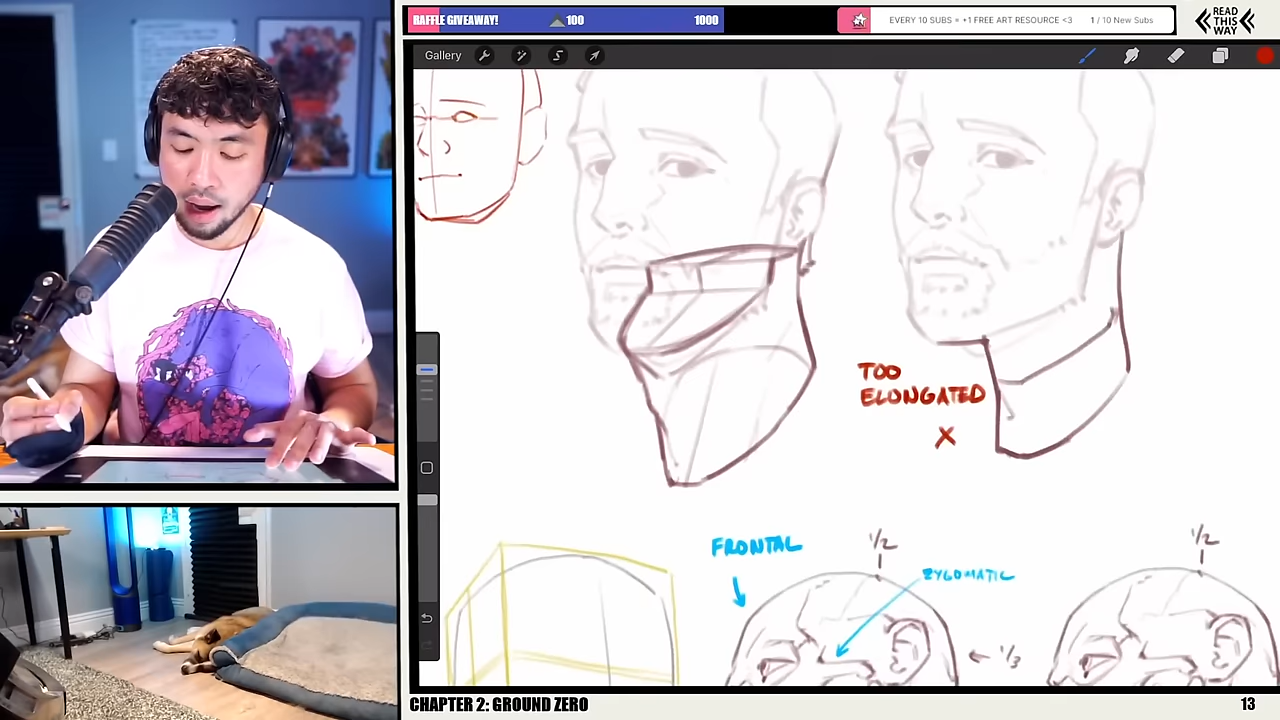 RAFFLE GIVEAWAY!
100
1000
EVERY 10 SUBS = +1 FREE ART RESOURCE <3
1 / 10 New Subs
READ
THIS
WAY
Gallery
TOO
ELONGATED
X
FRONTAL
1/2
ZYGOMATIC
1/2
← 1/3
CHAPTER 2: GROUND ZERO
13